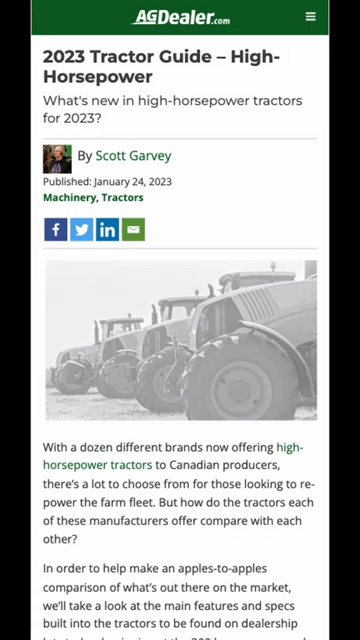 AGDealer.com
2023 Tractor Guide – High-
Horsepower
What's new in high-horsepower tractors
for 2023?
By Scott Garvey
Published: January 24, 2023
Machinery, Tractors
With a dozen different brands now offering high-
horsepower tractors to Canadian producers,
there's a lot to choose from for those looking to re-
power the farm fleet. But how do the tractors each
of these manufacturers offer compare with each
other?
In order to help make an apples-to-apples
comparison of what's out there on the market,
we'll take a look at the main features and specs
built into the tractors to be found on dealership